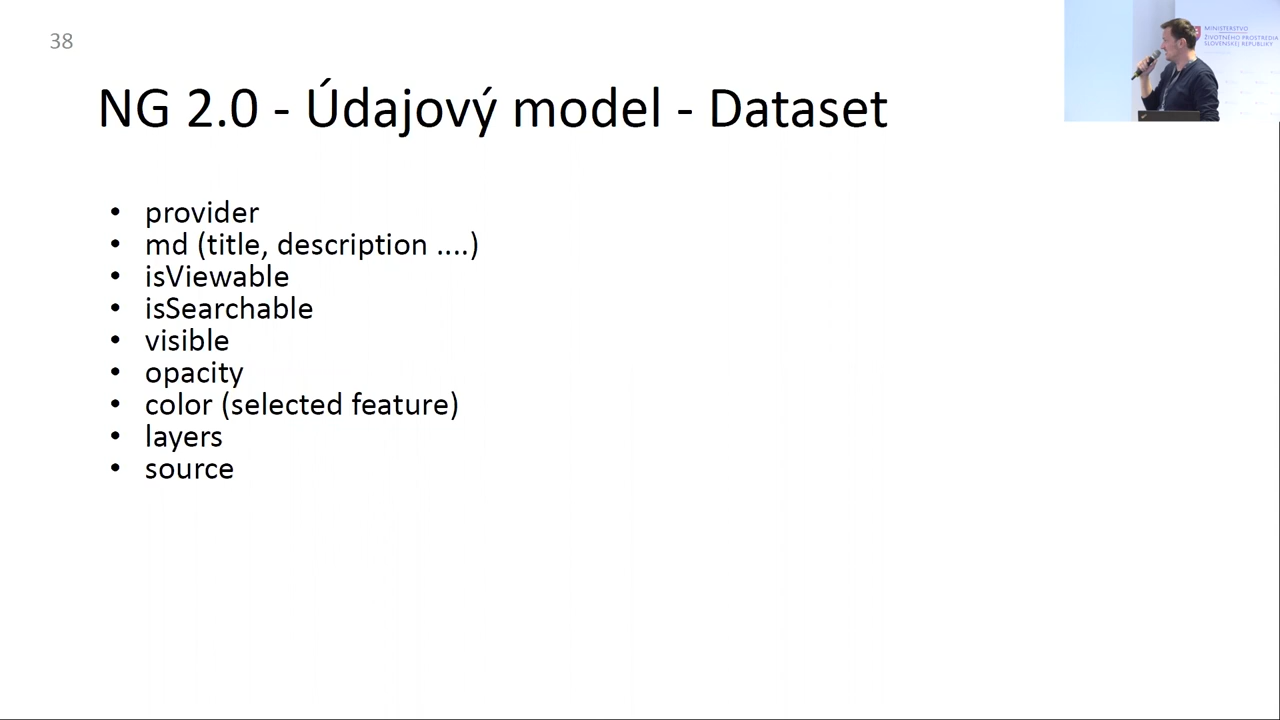 38
MINISTERSTVO
ŽIVOTNÉHO PROSTREDIA
SLOVENSKEJ REPUBLIKY
NG 2.0 - Údajový model - Dataset
• provider
• md (title, description ....)
• isViewable
• isSearchable
• visible
• opacity
• color (selected feature)
• layers
• source